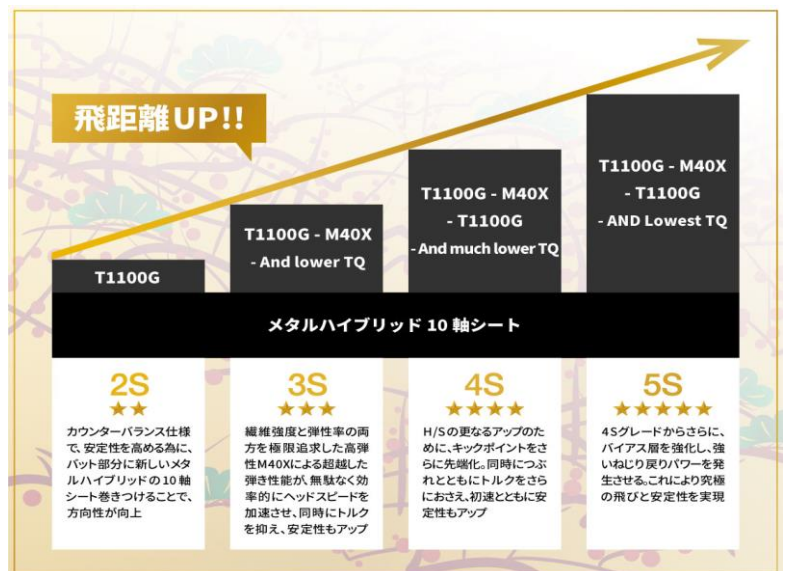 飛距離UP!!
T1100G
T1100G - M40X
- And lower TQ
T1100G - M40X
- T1100G
- And much lower TQ
T1100G - M40X
- T1100G
- AND Lowest TQ
メタルハイブリッド 10 軸シート
2S
★★
カウンターバランス仕様
で、安定性を高める為に、
バット部分に新しいメタ
ルハイブリッドの10軸
シート巻きつけることで、
方向性が向上
3S
★★★
繊維強度と弾性率の両
方を極限追求した高弾
性M40Xによる超越した
弾き性能が、無駄なく効
率的にヘッドスピードを
加速させ、同時にトルク
を抑え、安定性もアップ
4S
★★★★
H/Sの更なるアップのた
めに、キックポイントをさ
らに先端化。同時につぶ
れとともにトルクをさら
におさえ、初速とともに安
定性もアップ
5S
★★★★★
4Sグレードからさらに、
バイアス層を強化し、強
いねじり戻りパワーを発
生させる。これにより究極
の飛びと安定性を実現